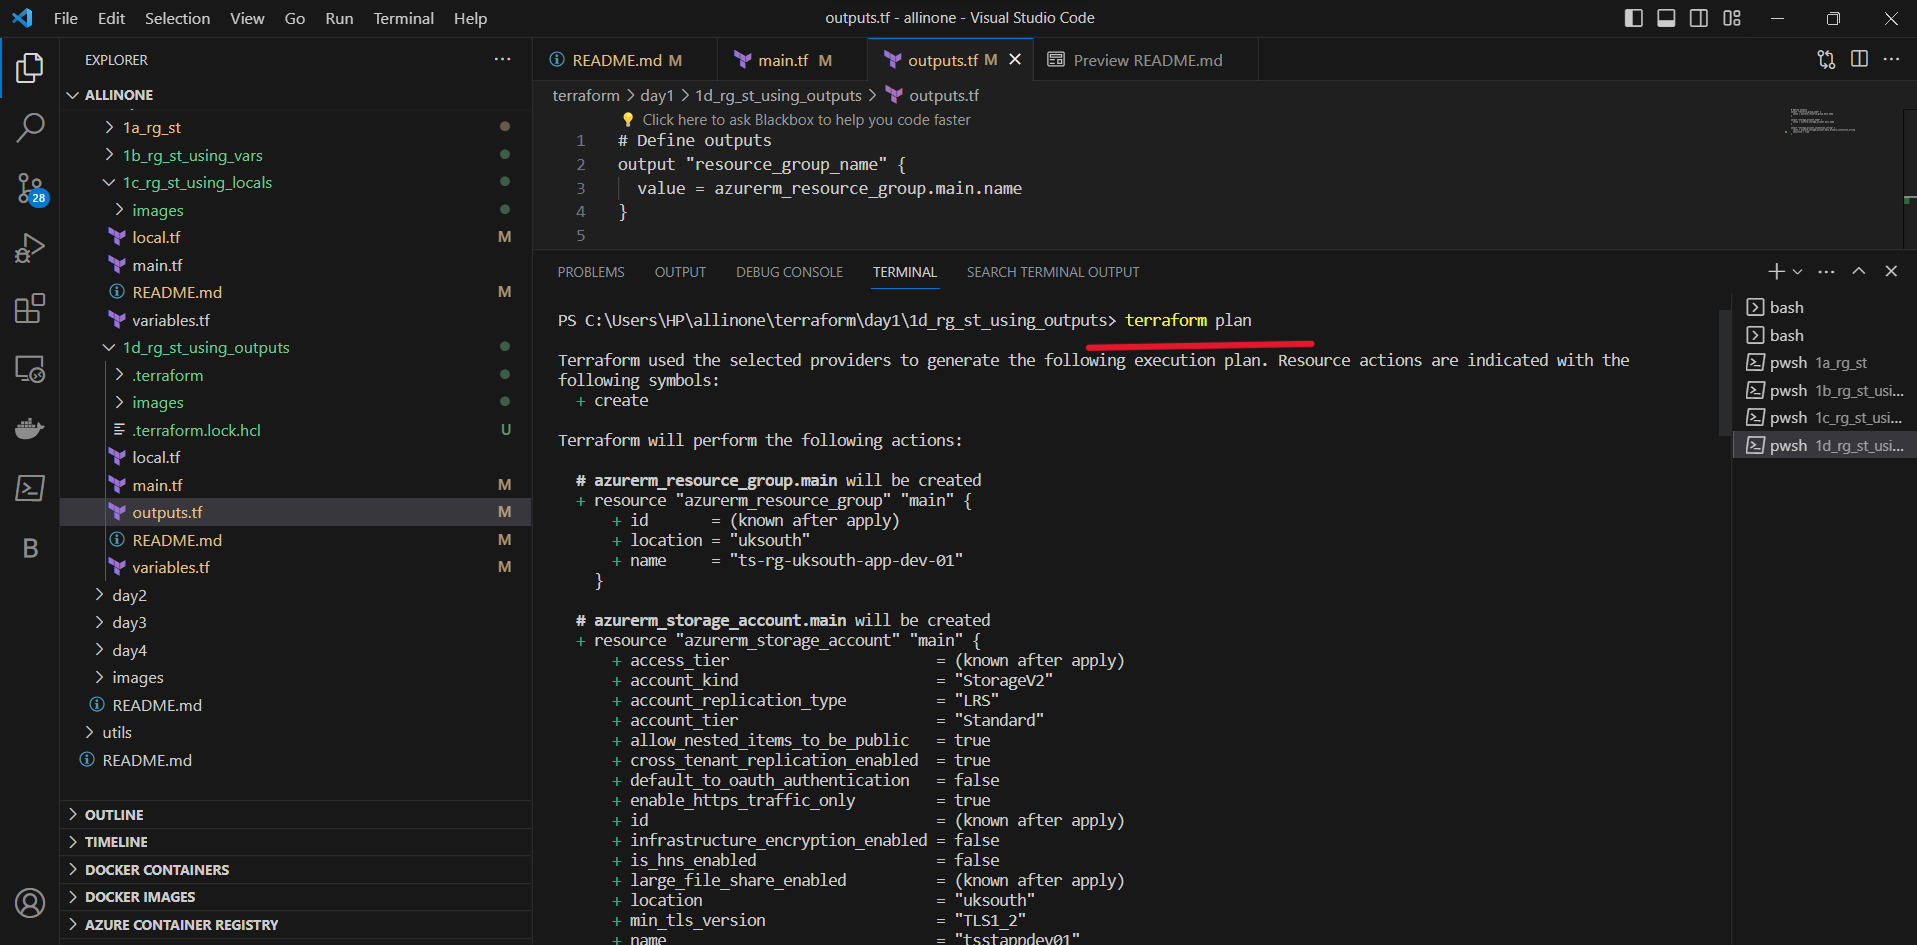 File Edit Selection View Go Run Terminal Help
outputs.tf - allinone - Visual Studio Code
EXPLORER
ALLINONE
1a_rg_st
1b_rg_st_using_vars
1c_rg_st_using_locals
images
local.tf M
main.tf
README.md M
variables.tf
1d_rg_st_using_outputs
.terraform
images
.terraform.lock.hcl U
local.tf
main.tf M
outputs.tf M
README.md M
variables.tf M
day2
day3
day4
images
README.md
utils
README.md
OUTLINE
TIMELINE
DOCKER CONTAINERS
DOCKER IMAGES
AZURE CONTAINER REGISTRY
28
B
README.md M main.tf M outputs.tf M Preview README.md
terraform > day1 > 1d_rg_st_using_outputs > outputs.tf
Click here to ask Blackbox to help you code faster
1 # Define outputs
2 output "resource_group_name" {
3 value = azurerm_resource_group.main.name
4 }
5
PROBLEMS OUTPUT DEBUG CONSOLE TERMINAL SEARCH TERMINAL OUTPUT
PS C:\Users\HP\allinone\terraform\day1\1d_rg_st_using_outputs> terraform plan
Terraform used the selected providers to generate the following execution plan. Resource actions are indicated with the
following symbols:
+ create
Terraform will perform the following actions:
# azurerm_resource_group.main will be created
+ resource "azurerm_resource_group" "main" {
+ id = (known after apply)
+ location = "uksouth"
+ name = "ts-rg-uksouth-app-dev-01"
}
# azurerm_storage_account.main will be created
+ resource "azurerm_storage_account" "main" {
+ access_tier = (known after apply)
+ account_kind = "StorageV2"
+ account_replication_type = "LRS"
+ account_tier = "Standard"
+ allow_nested_items_to_be_public = true
+ cross_tenant_replication_enabled = true
+ default_to_oauth_authentication = false
+ enable_https_traffic_only = true
+ id = (known after apply)
+ infrastructure_encryption_enabled = false
+ is_hns_enabled = false
+ large_file_share_enabled = (known after apply)
+ location = "uksouth"
+ min_tls_version = "TLS1_2"
+ name = "tsstappdev01"
bash
bash
pwsh 1a_rg_st
pwsh 1b_rg_st_usi...
pwsh 1c_rg_st_usi...
pwsh 1d_rg_st_usi...